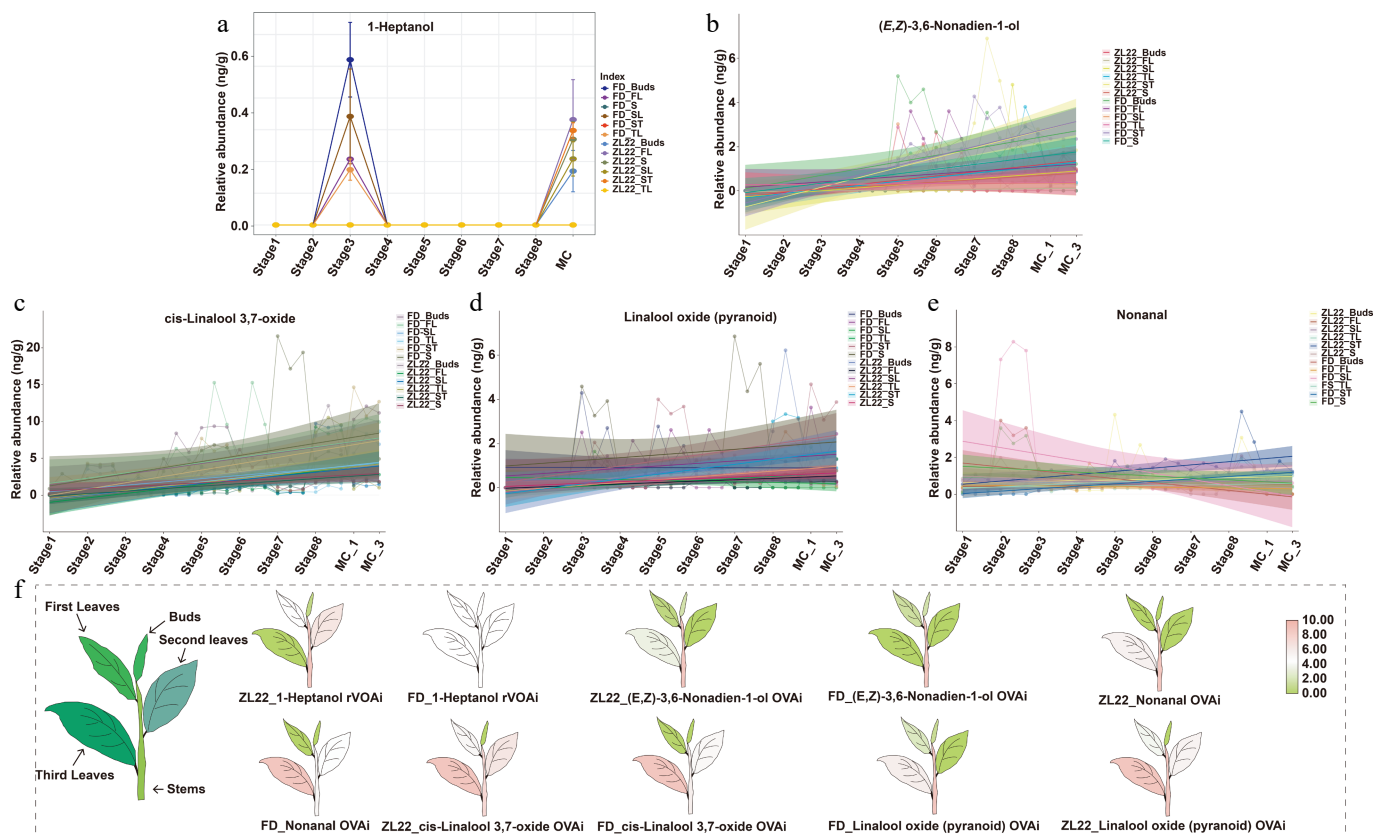 a
1-Heptanol
Relative abundance (ng/g)
0.6
0.4
0.2
0.0
Stage1
Stage2
Stage3
Stage4
Stage5
Stage6
Stage7
Stage8
MC
Index
FD_Buds
FD_FL
FD_S
FD_SL
FD_ST
FD_TL
ZL22_Buds
ZL22_FL
ZL22_S
ZL22_SL
ZL22_ST
ZL22_TL
b
(E,Z)-3,6-Nonadien-1-ol
Relative abundance (ng/g)
6
4
2
0
Stage1
Stage2
Stage3
Stage4
Stage5
Stage6
Stage7
Stage8
MC_1
MC_3
ZL22_Buds
ZL22_FL
ZL22_SL
ZL22_TL
ZL22_ST
ZL22_S
FD_Buds
FD_FL
FD_SL
FD_TL
FD_ST
FD_S
c
cis-Linalool 3,7-oxide
Relative abundance (ng/g)
20
15
10
5
0
Stage1
Stage2
Stage3
Stage4
Stage5
Stage6
Stage7
Stage8
MC_1
MC_3
FD_Buds
FD_FL
FD-SL
FD_TL
FD_ST
FD_S
ZL22_Buds
ZL22_FL
ZL22_SL
ZL22_TL
ZL22_ST
ZL22_S
d
Linalool oxide (pyranoid)
Relative abundance (ng/g)
6
4
2
0
Stage1
Stage2
Stage3
Stage4
Stage5
Stage6
Stage7
Stage8
MC_1
MC_3
FD_Buds
FD_FL
FD_SL
FD_TL
FD_ST
FD_S
ZL22_Buds
ZL22_FL
ZL22_SL
ZL22_TL
ZL22_ST
ZL22_S
e
Nonanal
Relative abundance (ng/g)
8
6
4
2
0
Stage1
Stage2
Stage3
Stage4
Stage5
Stage6
Stage7
Stage8
MC_1
MC_3
ZL22_Buds
ZL22_FL
ZL22_SL
ZL22_TL
ZL22_ST
ZL22_S
FD_Buds
FD_FL
FD_SL
FS_TL
FD_ST
FD_S
f
First Leaves
Buds
Second leaves
Third Leaves
Stems
ZL22_1-Heptanol rVOAi
FD_1-Heptanol rVOAi
ZL22_(E,Z)-3,6-Nonadien-1-ol OVAi
FD_(E,Z)-3,6-Nonadien-1-ol OVAi
ZL22_Nonanal OVAi
10.00
8.00
6.00
4.00
2.00
0.00
FD_Nonanal OVAi
ZL22_cis-Linalool 3,7-oxide OVAi
FD_cis-Linalool 3,7-oxide OVAi
FD_Linalool oxide (pyranoid) OVAi
ZL22_Linalool oxide (pyranoid) OVAi